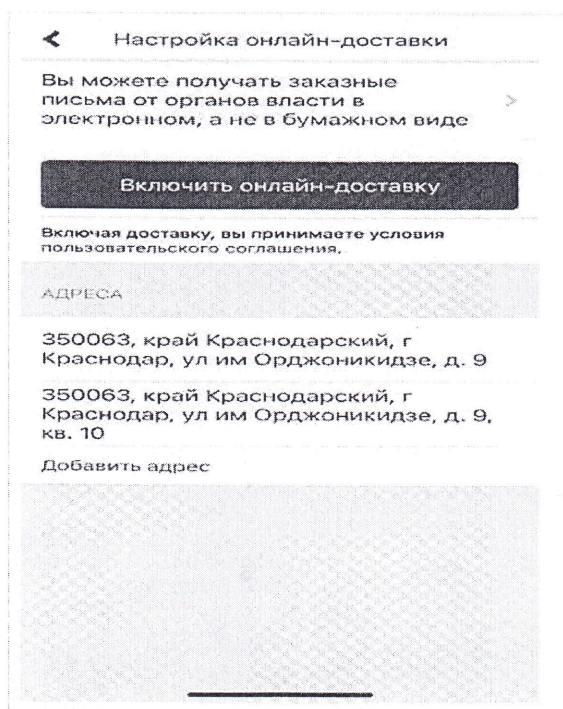 Настройка онлайн-доставки
Вы можете получать заказные
письма от органов власти в
электронном, а не в бумажном виде
Включить онлайн-доставку
Включая доставку, вы принимаете условия
пользовательского соглашения.
АДРЕСА
350063, край Краснодарский, г
Краснодар, ул им Орджоникидзе, д. 9
350063, край Краснодарский, г
Краснодар, ул им Орджоникидзе, д. 9,
кв. 10
Добавить адрес